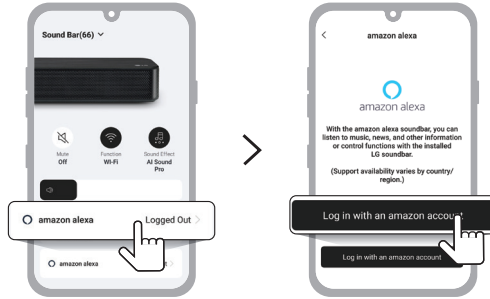 Sound Bar(66)
Mute
Off
Function
Wi-Fi
Sound Effect
AI Sound
Pro
amazon alexa Logged Out
amazon alexa
amazon alexa
amazon alexa
With the amazon alexa soundbar, you can
listen to music, news, and other information
or control functions with the installed
LG soundbar.
(Support availability varies by country/
region.)
Log in with an amazon account
Log in with an amazon account